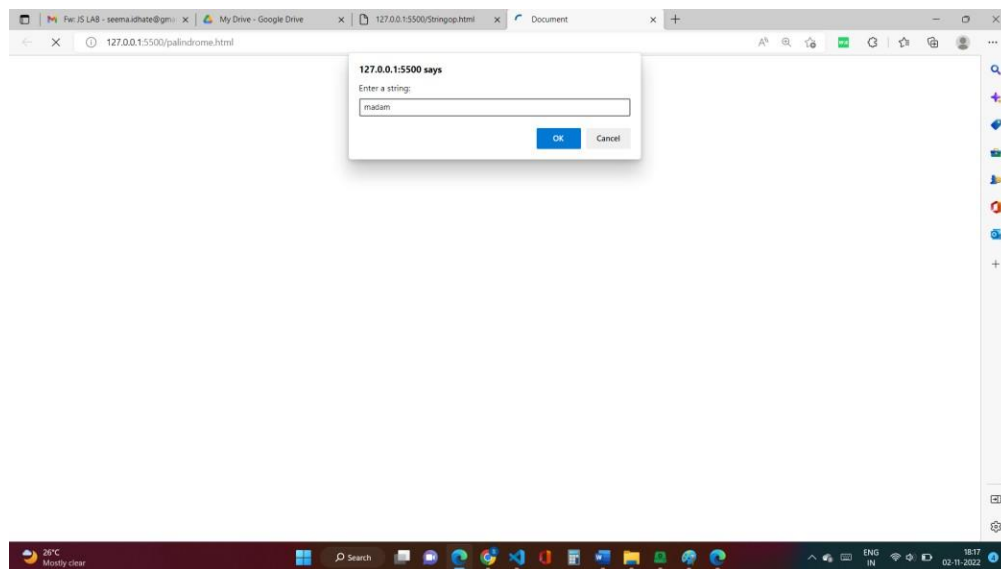 Fw: JS LAB - seema.idhate@gm
My Drive - Google Drive
127.0.0.1:5500/Stringop.html
Document
127.0.0.1:5500/palindrome.html
127.0.0.1:5500 says
Enter a string:
madam
OK Cancel
26°C
Mostly clear
Search
ENG
IN
18:17
02-11-2022